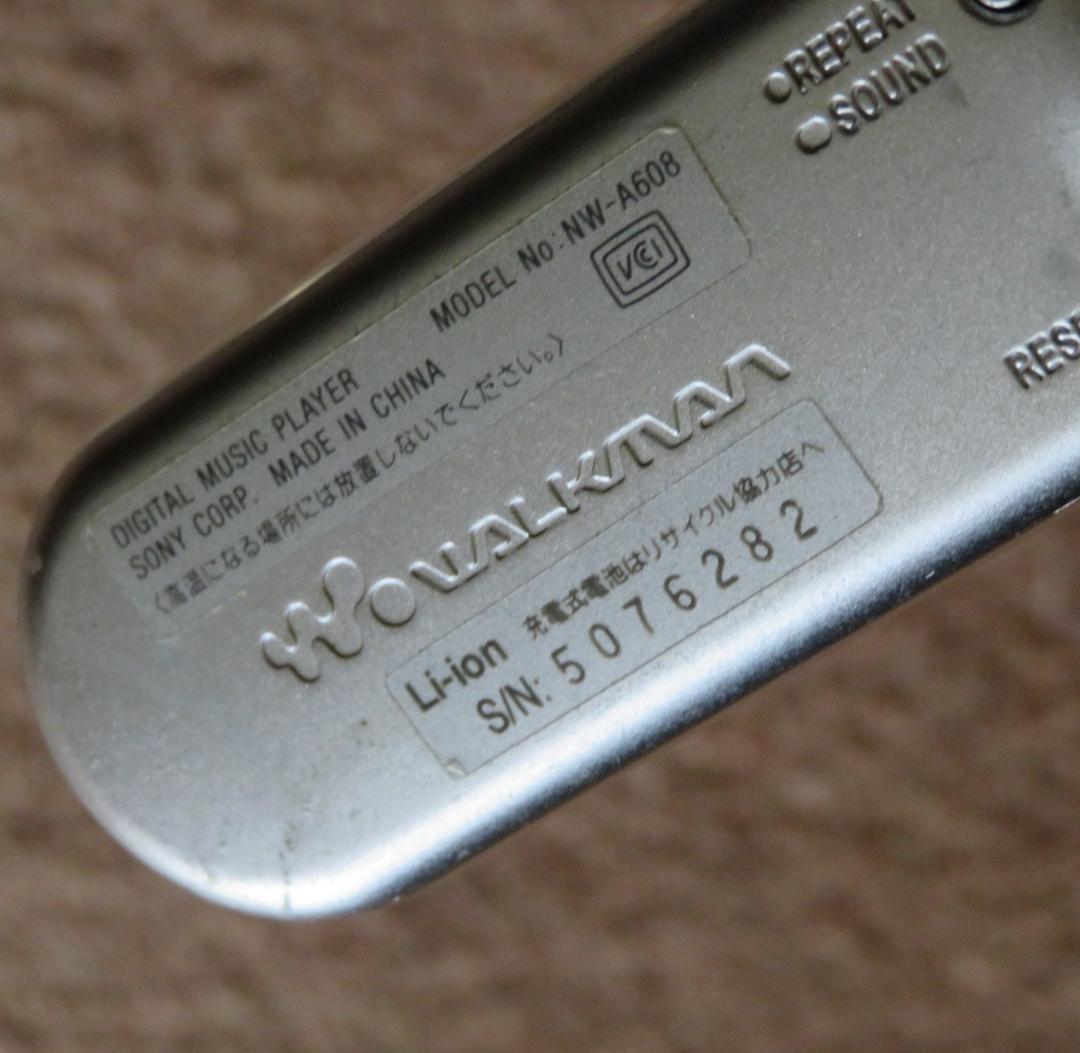 REPEAT
SOUND
DIGITAL MUSIC PLAYER MODEL No.:NW-A608
SONY CORP. MADE IN CHINA
〈高温になる場所には放置しないでください。〉
VCCI
WALKMAN
RESE
Li-ion 充電式電池はリサイクル協力店へ
S/N: 5076282